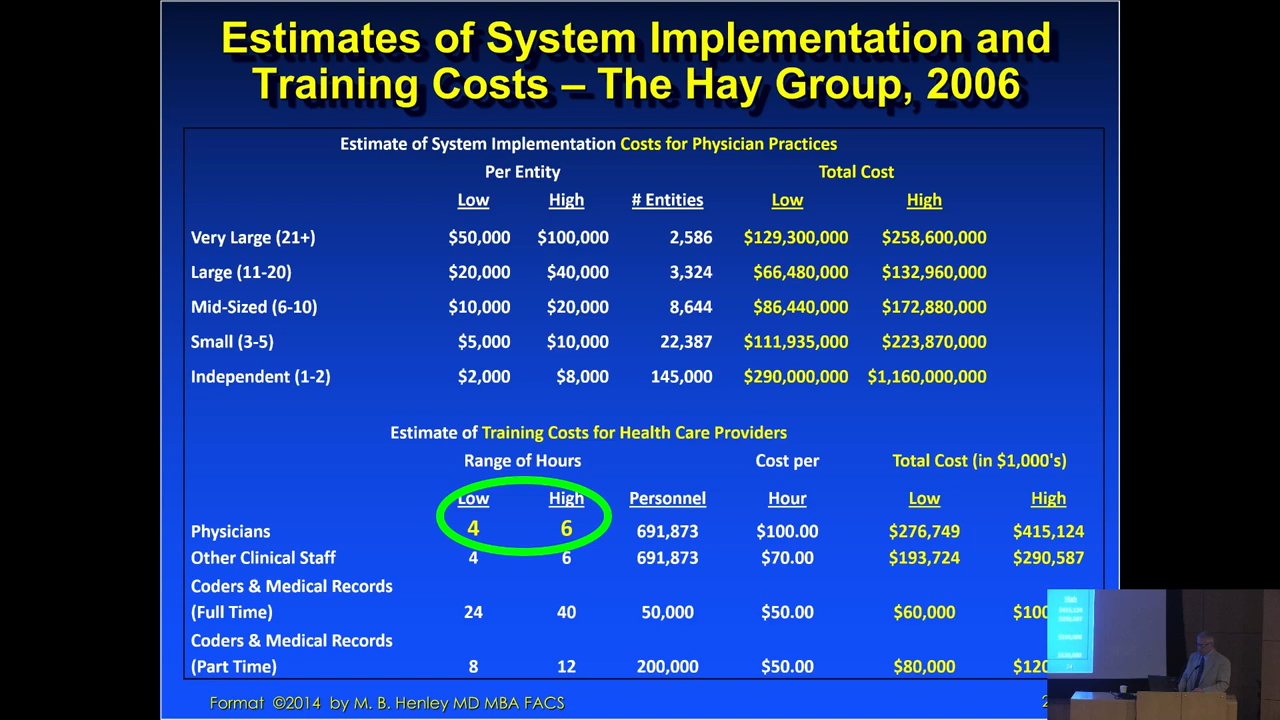 Estimates of System Implementation and
Training Costs – The Hay Group, 2006
Estimate of System Implementation Costs for Physician Practices
Per Entity Total Cost
Low High # Entities Low High
Very Large (21+) $50,000 $100,000 2,586 $129,300,000 $258,600,000
Large (11-20) $20,000 $40,000 3,324 $66,480,000 $132,960,000
Mid-Sized (6-10) $10,000 $20,000 8,644 $86,440,000 $172,880,000
Small (3-5) $5,000 $10,000 22,387 $111,935,000 $223,870,000
Independent (1-2) $2,000 $8,000 145,000 $290,000,000 $1,160,000,000
Estimate of Training Costs for Health Care Providers
Range of Hours Cost per Total Cost (in $1,000's)
Low High Personnel Hour Low High
Physicians 4 6 691,873 $100.00 $276,749 $415,124
Other Clinical Staff 4 6 691,873 $70.00 $193,724 $290,587
Coders & Medical Records
(Full Time) 24 40 50,000 $50.00 $60,000
Coders & Medical Records
(Part Time) 8 12 200,000 $50.00 $80,000
Format ©2014 by M. B. Henley MD MBA FACS